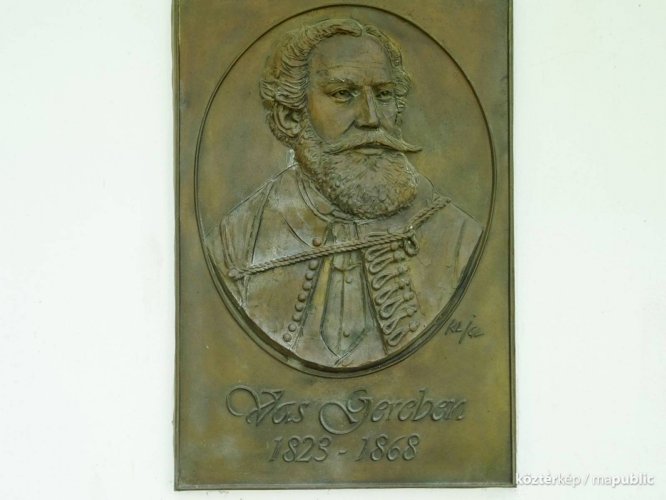 Vas Gereben
1823 - 1868
köztérkép / mapublic